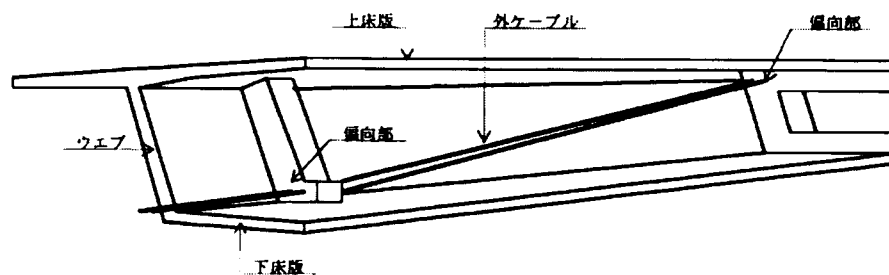 上床版
外ケーブル
偏向部
ウェブ
偏向部
下床版